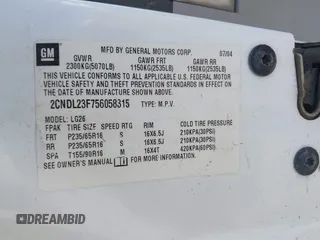 GM
MFD BY GENERAL MOTORS CORP. 07/04
GVWR GAWR FRT GAWR RR
2300KG(5070LB) 1150KG(2535LB) 1150KG(2535LB)
THIS VEHICLE CONFORMS TO ALL APPLICABLE U.S. FEDERAL MOTOR
VEHICLE SAFETY AND THEFT PREVENTION STANDARDS IN EFFECT ON
THE DATE OF MANUFACTURE SHOWN ABOVE.
2CNDL23F756058315 TYPE: M.P.V.
MODEL: LG26
FPAK TIRE SIZE SPEED RTG RIM COLD TIRE PRESSURE
FRT P235/65R16 S 16X6.5J 210KPA(30PSI)
RR P235/65R16 S 16X6.5J 210KPA(30PSI)
SPA T155/90R16 M 16X4T 420KPA(60PSI)
SEE OWNER'S MANUAL FOR ADDITIONAL INFORMATION.
DREAMBID